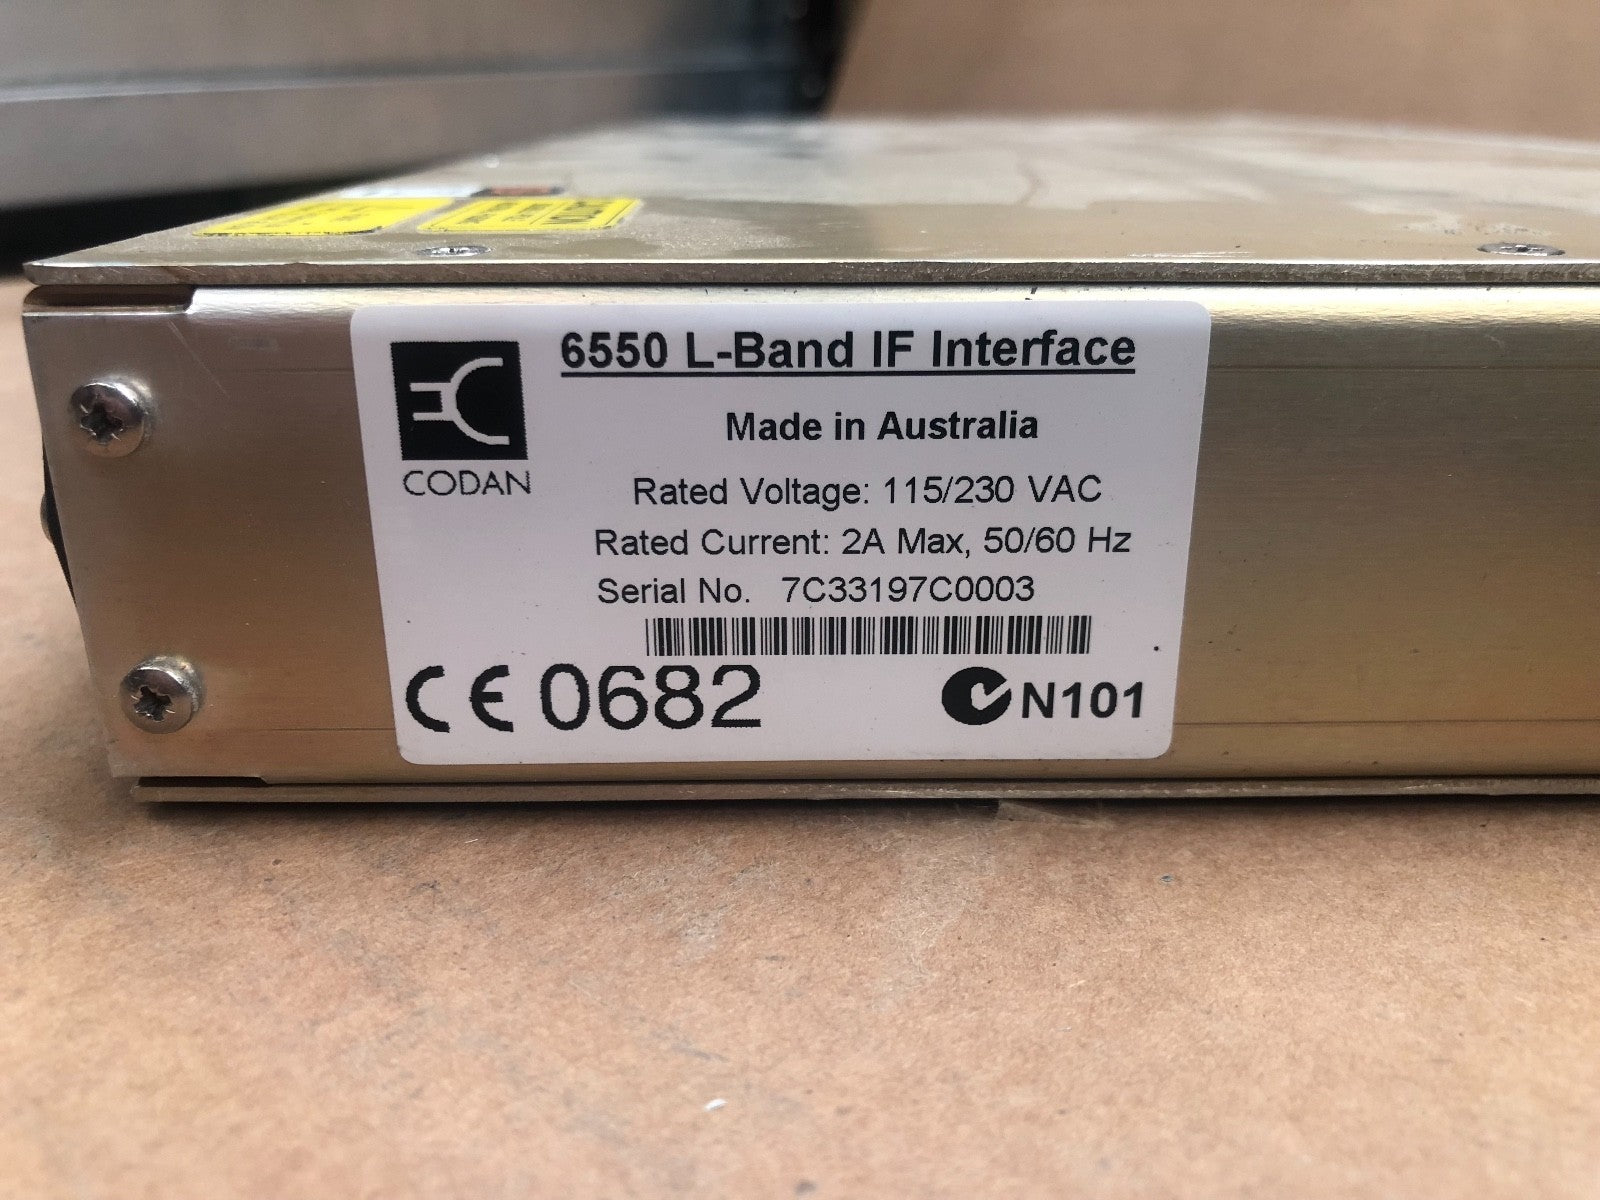 6550 L-Band IF Interface
CODAN
Made in Australia
Rated Voltage: 115/230 VAC
Rated Current: 2A Max, 50/60 Hz
Serial No. 7C33197C0003
CE 0682
N101